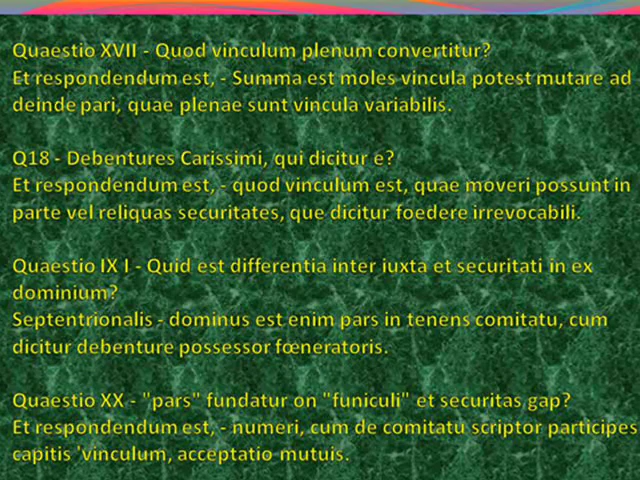 Quaestio XVII - Quod vinculum plenum convertitur?
Et respondendum est, - Summa est moles vincula potest mutare ad
deinde pari, quae plenae sunt vincula variabilis.
Q18 - Debentures Carissimi, qui dicitur e?
Et respondendum est, - quod vinculum est, quae moveri possunt in
parte vel reliquas securitates, que dicitur foedere irrevocabili.
Quaestio IX I - Quid est differentia inter iuxta et securitati in ex
dominium?
Septentrionalis - dominus est enim pars in tenens comitatu, cum
dicitur debenture possessor fœneratoris.
Quaestio XX - "pars" fundatur on "funiculi" et securitas gap?
Et respondendum est, - numeri, cum de comitatu scriptor participes
capitis 'vinculum, acceptatio mutuis.